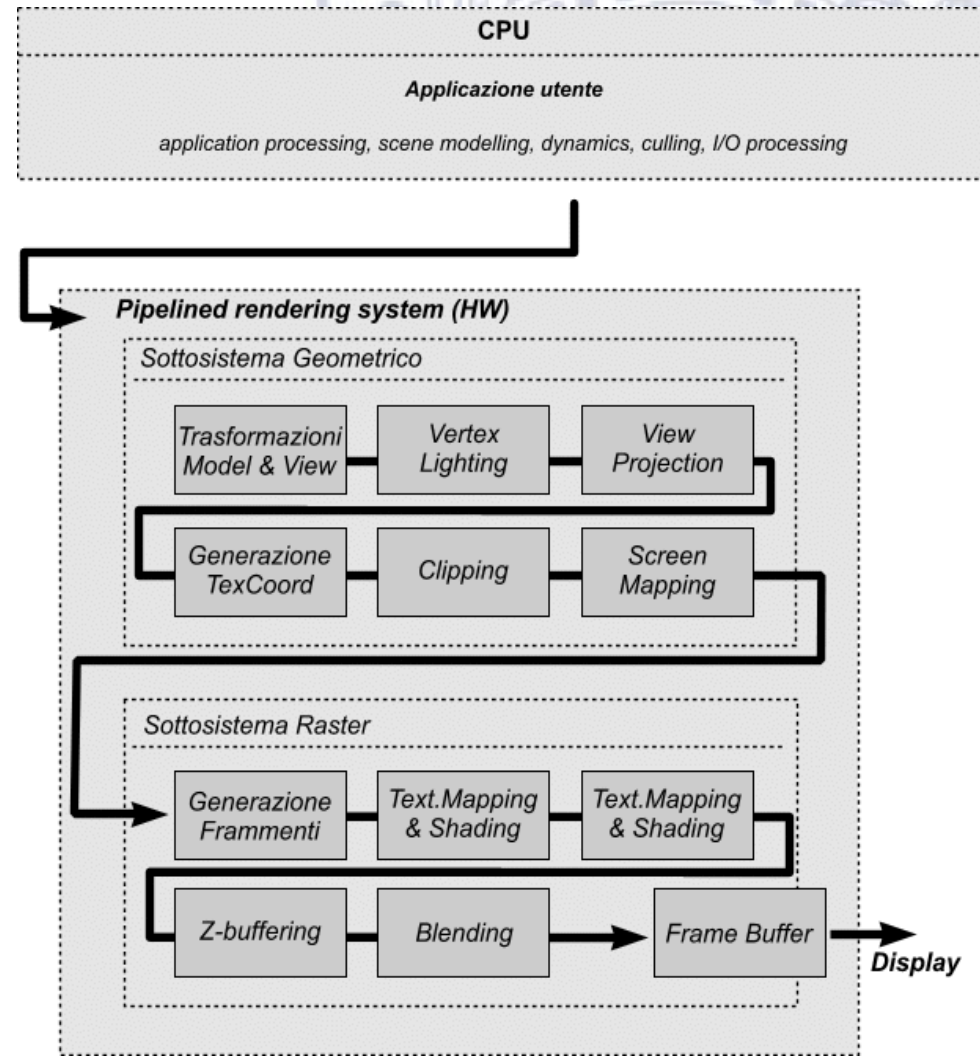 CPU
Applicazione utente
application processing, scene modelling, dynamics, culling, I/O processing
Pipelined rendering system (HW)
Sottosistema Geometrico
Trasformazioni
Model & View
Vertex
Lighting
View
Projection
Generazione
TexCoord
Clipping
Screen
Mapping
Sottosistema Raster
Generazione
Frammenti
Text.Mapping
& Shading
Text.Mapping
& Shading
Z-buffering
Blending
Frame Buffer
Display